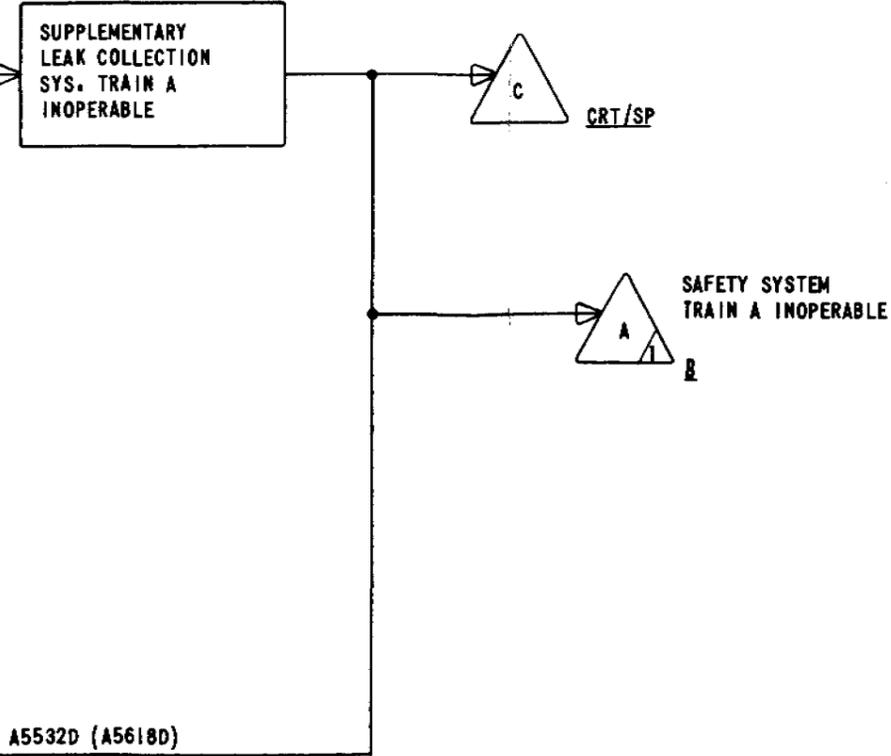 SUPPLEMENTARY
LEAK COLLECTION
SYS. TRAIN A
INOPERABLE
C
CRT/SP
SAFETY SYSTEM
TRAIN A INOPERABLE
A
1
B
A5532D (A5618D)